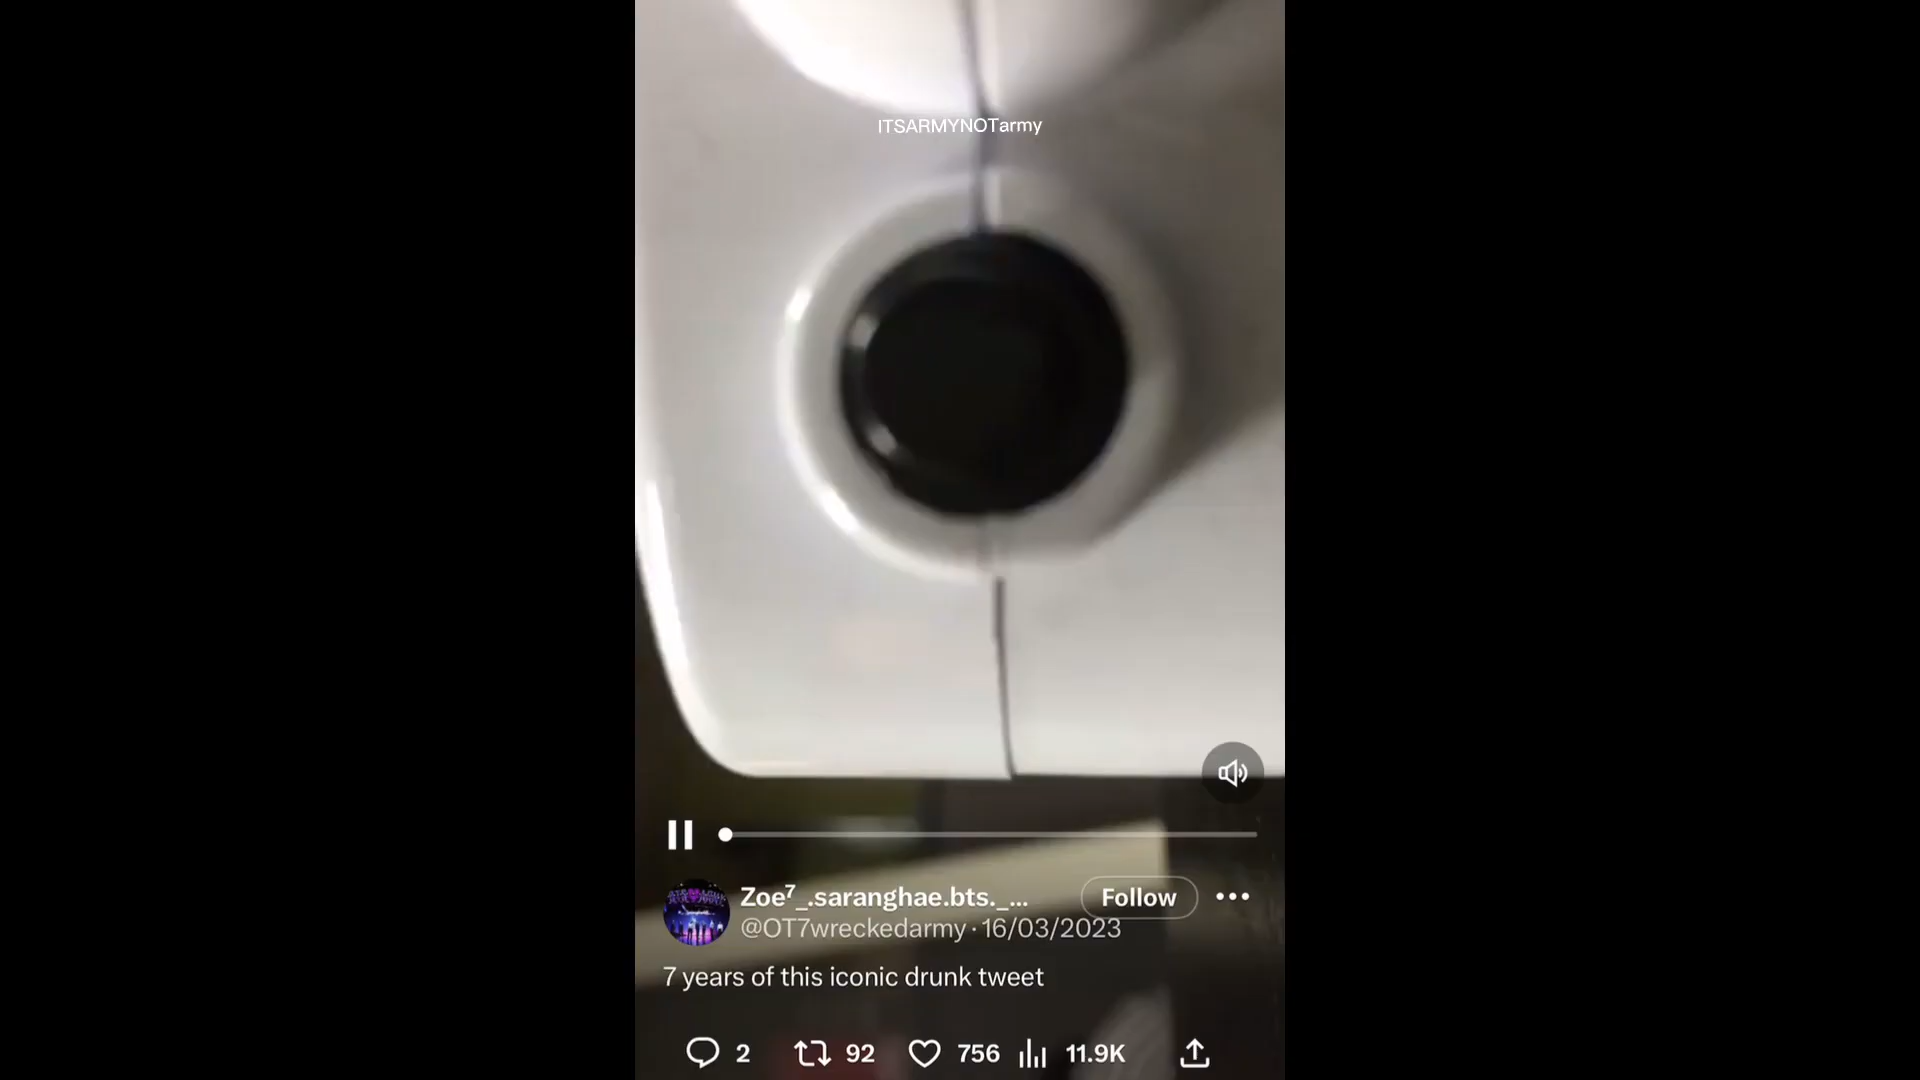 ITSARMYNOTarmy
Zoe⁷_.saranghae.bts._...
Follow
@OT7wreckedarmy · 16/03/2023
7 years of this iconic drunk tweet
2
92
756
11.9K